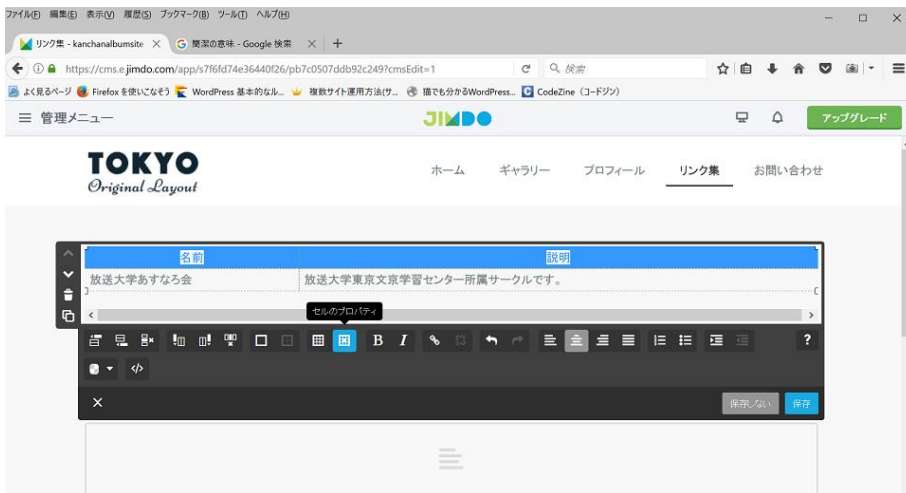 ファイル(F) 編集(E) 表示(V) 履歴(S) ブックマーク(B) ツール(T) ヘルプ(H)
リンク集 - kanchanalbumsite
簡潔の意味 - Google 検索
https://cms.e.jimdo.com/app/s7f6fd74e36440f26/pb7c0507ddb92c249?cmsEdit=1
検索
よく見るページ Firefox を使いこなそう WordPress 基本的なル... 複数サイト運用方法(サ... 猫でも分かるWordPress... CodeZine（コードジン）
管理メニュー
JIMDO
アップグレード
TOKYO
Original Layout
ホーム ギャラリー プロフィール リンク集 お問い合わせ
名前 説明
放送大学あすなろ会 放送大学東京文京学習センター所属サークルです。
セルのプロパティ
B I ?
保存しない 保存